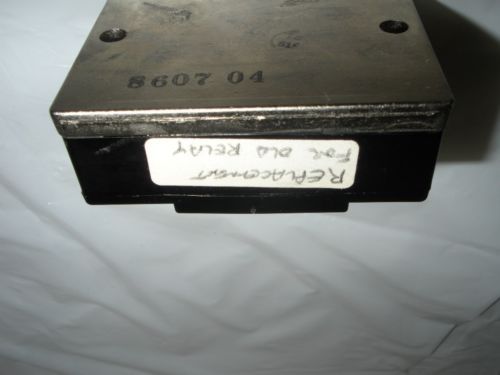 8607 04
REPLACEMENT
FOR OLD RELAY